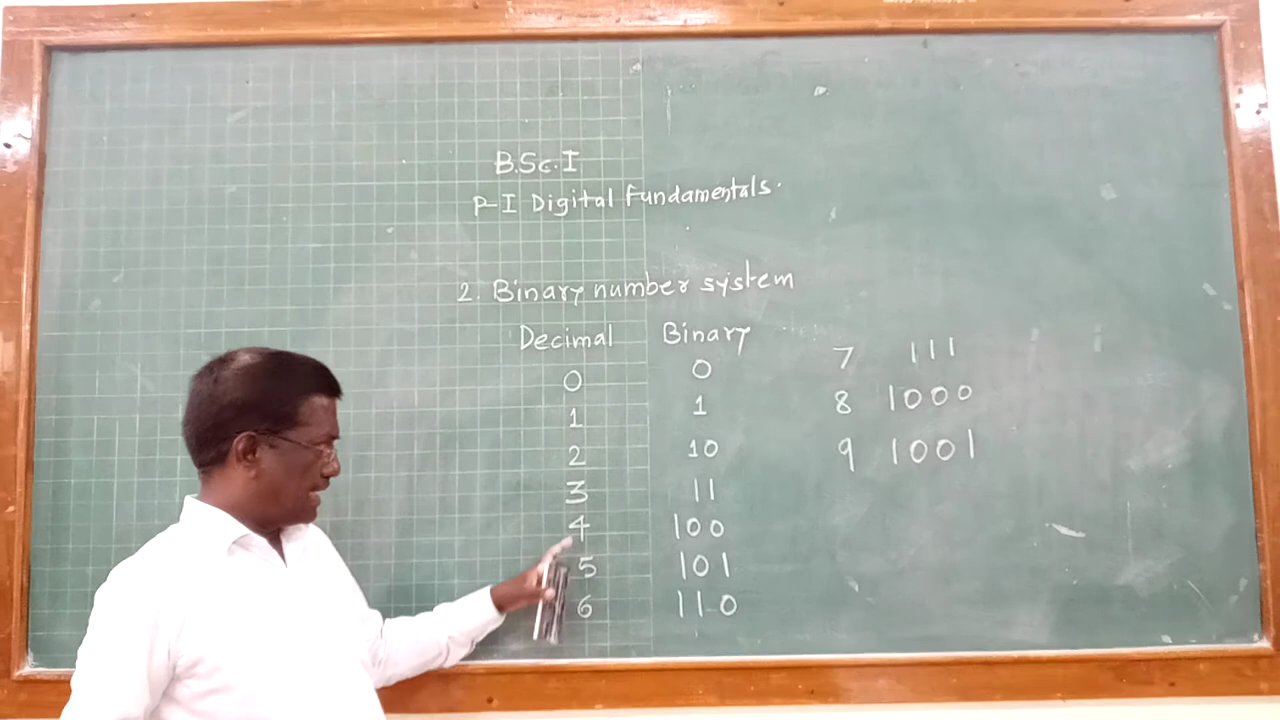 B.Sc.I
P-I Digital Fundamentals.
2. Binary number system
Decimal Binary
0 0
1 1
2 10
3 11
4 100
5 101
6 110
7 111
8 1000
9 1001